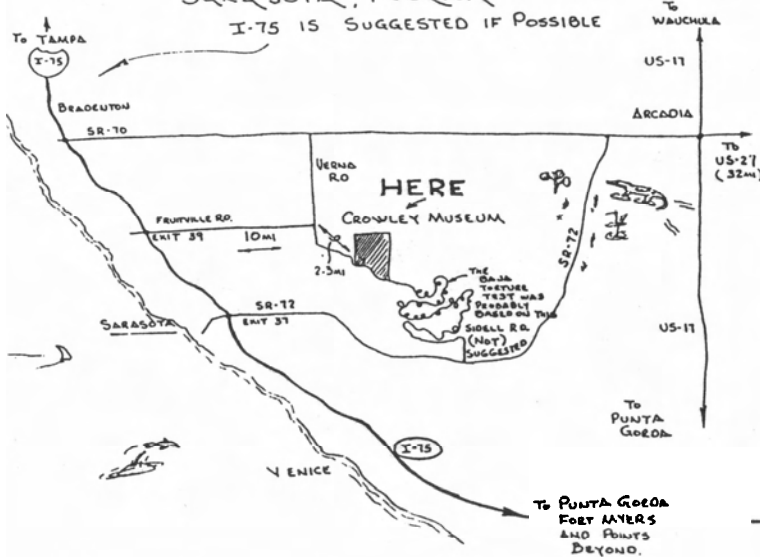 I-75 IS SUGGESTED IF POSSIBLE
TO TAMPA
I-75
TO
WAUCHULA
US-17
BRADENTON
SR-70
ARCADIA
TO
US-27
(32MI)
VERNA
RD
HERE
CROWLEY MUSEUM
FRUITVILLE RD.
EXIT 39
10MI
2.3MI
SR-72
THE
BAJA
TORTURE
TEST WAS
PROBABLY
BASED ON THIS
SIDELL RD.
(NOT)
SUGGESTED
SR-72
EXIT 37
SARASOTA
US-17
TO
PUNTA
GORDA
I-75
VENICE
TO PUNTA GORDA
FORT MYERS
AND POINTS
BEYOND.